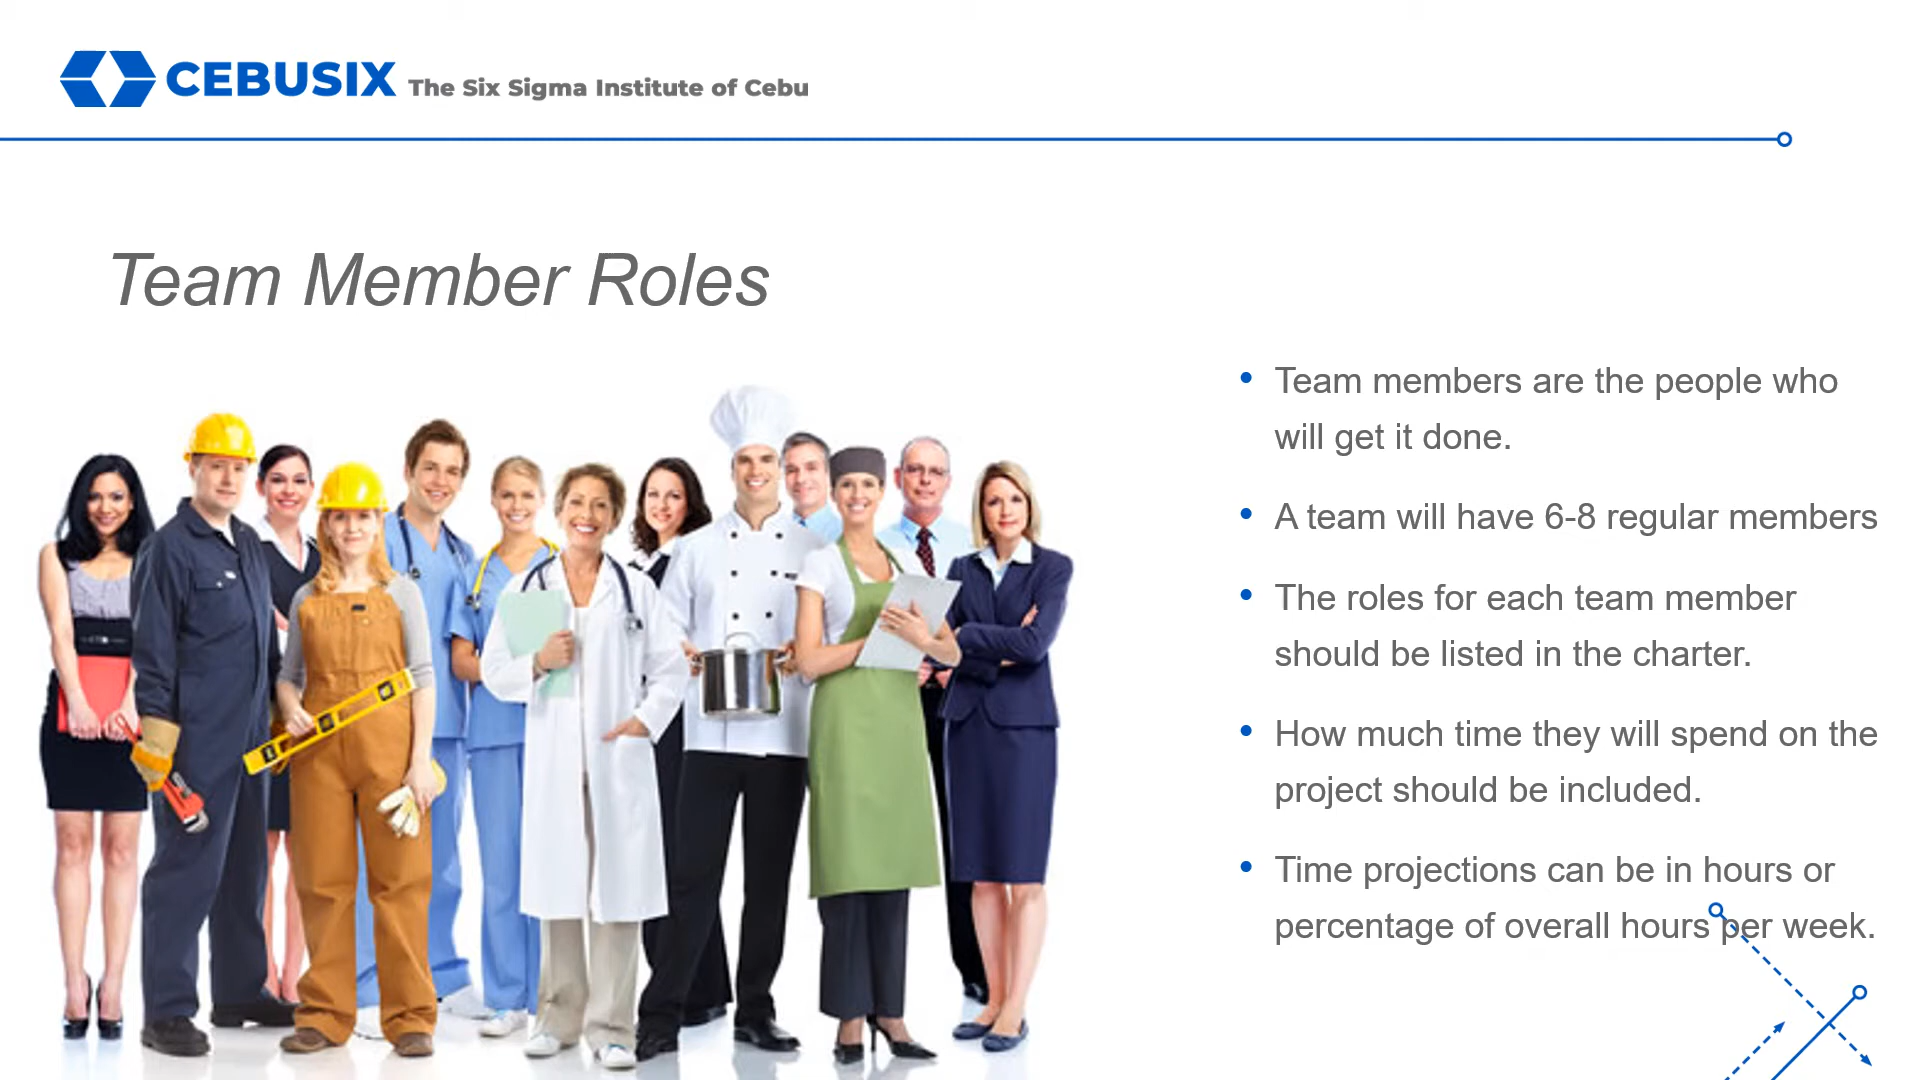 CEBUSIX The Six Sigma Institute of Cebu
Team Member Roles
• Team members are the people who
will get it done.
• A team will have 6-8 regular members
• The roles for each team member
should be listed in the charter.
• How much time they will spend on the
project should be included.
• Time projections can be in hours or
percentage of overall hours per week.